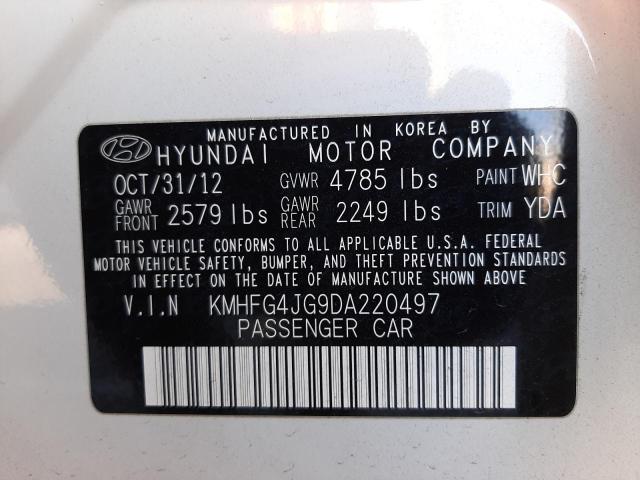 MANUFACTURED IN KOREA BY
HYUNDAI MOTOR COMPANY
OCT/31/12 GVWR 4785 lbs PAINT WHC
GAWR FRONT 2579 lbs GAWR REAR 2249 lbs TRIM YDA
THIS VEHICLE CONFORMS TO ALL APPLICABLE U.S.A. FEDERAL
MOTOR VEHICLE SAFETY, BUMPER, AND THEFT PREVENTION STANDARDS
IN EFFECT ON THE DATE OF MANUFACTURE SHOWN ABOVE.
V.I.N KMHFG4JG9DA220497
PASSENGER CAR